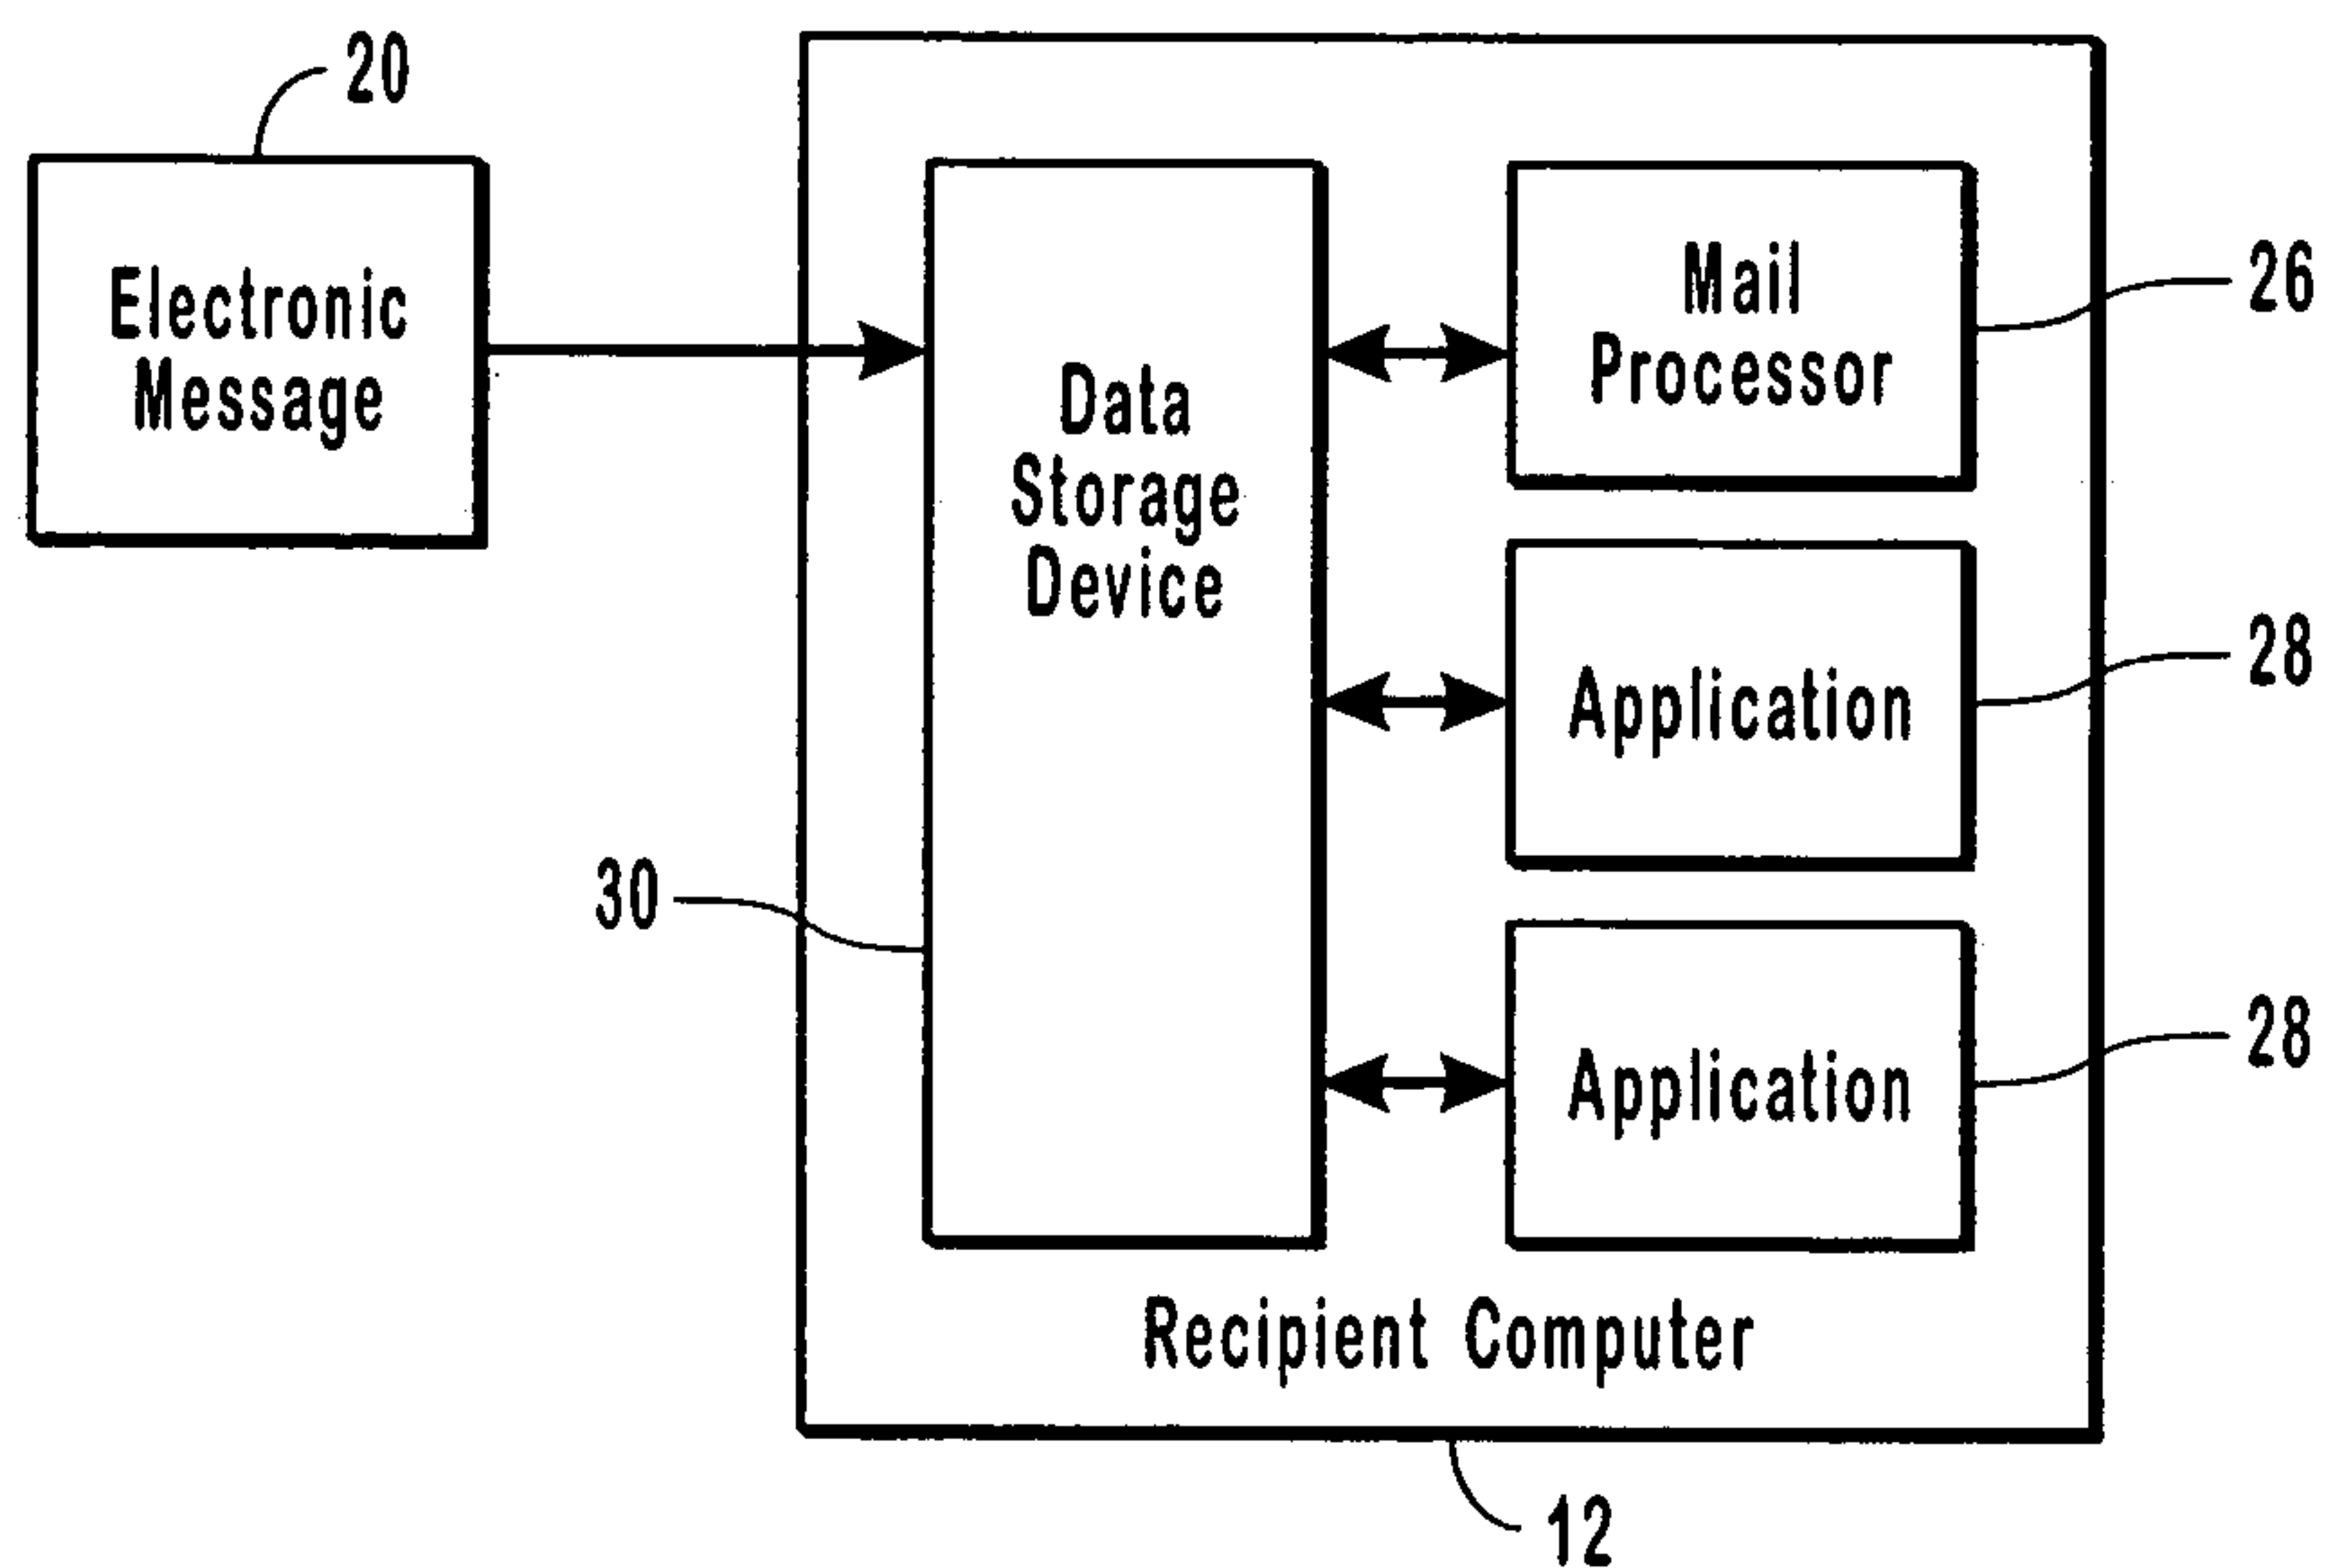 20
Electronic
Message
Data
Storage
Device
Mail
Processor
26
Application
28
30
Application
28
Recipient Computer
12